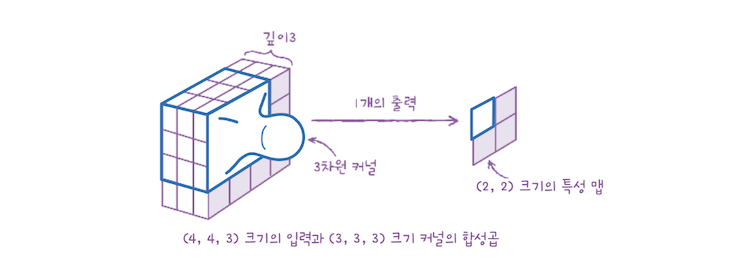 깊이3
1개의 출력
3차원 커널
(2, 2) 크기의 특성 맵
(4, 4, 3) 크기의 입력과 (3, 3, 3) 크기 커널의 합성곱